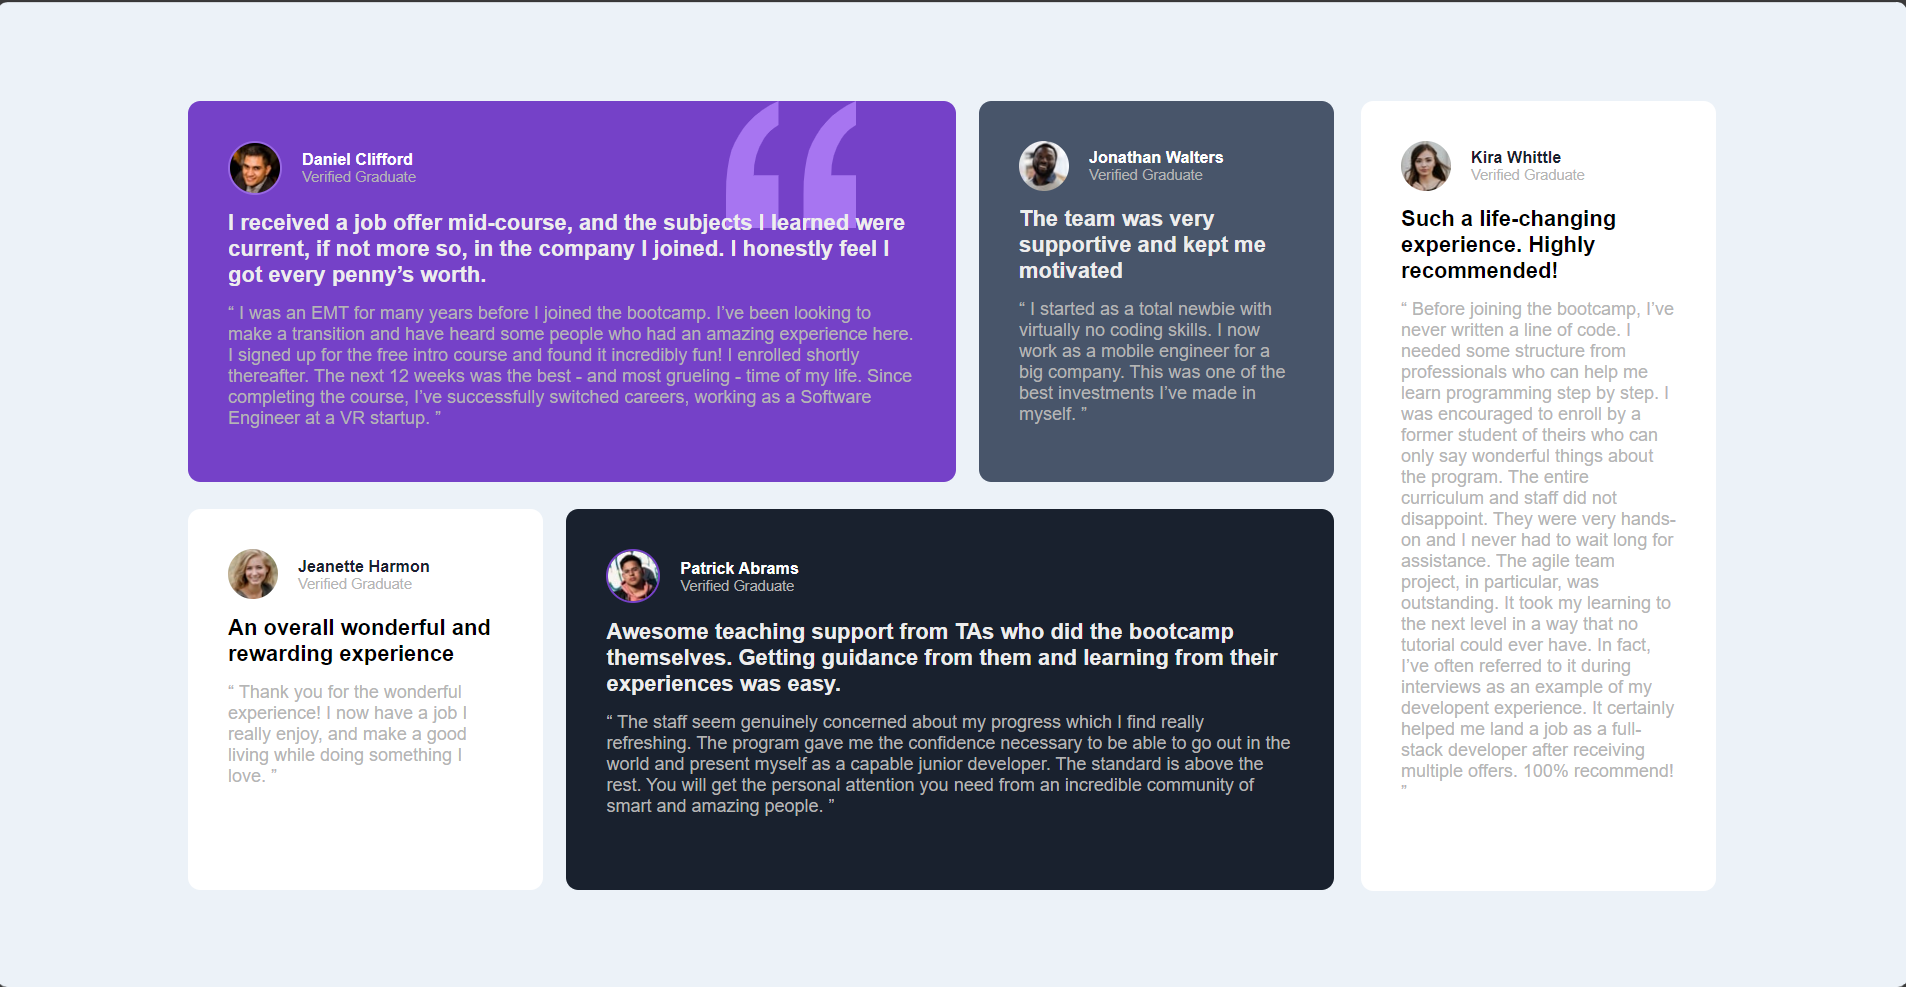 Daniel Clifford
Verified Graduate
I received a job offer mid-course, and the subjects I learned were
current, if not more so, in the company I joined. I honestly feel I
got every penny’s worth.
“ I was an EMT for many years before I joined the bootcamp. I’ve been looking to
make a transition and have heard some people who had an amazing experience here.
I signed up for the free intro course and found it incredibly fun! I enrolled shortly
thereafter. The next 12 weeks was the best - and most grueling - time of my life. Since
completing the course, I’ve successfully switched careers, working as a Software
Engineer at a VR startup. ”
Jonathan Walters
Verified Graduate
The team was very
supportive and kept me
motivated
“ I started as a total newbie with
virtually no coding skills. I now
work as a mobile engineer for a
big company. This was one of the
best investments I’ve made in
myself. ”
Kira Whittle
Verified Graduate
Such a life-changing
experience. Highly
recommended!
“ Before joining the bootcamp, I’ve
never written a line of code. I
needed some structure from
professionals who can help me
learn programming step by step. I
was encouraged to enroll by a
former student of theirs who can
only say wonderful things about
the program. The entire
curriculum and staff did not
disappoint. They were very hands-
on and I never had to wait long for
assistance. The agile team
project, in particular, was
outstanding. It took my learning to
the next level in a way that no
tutorial could ever have. In fact,
I’ve often referred to it during
interviews as an example of my
developent experience. It certainly
helped me land a job as a full-
stack developer after receiving
multiple offers. 100% recommend!
”
Jeanette Harmon
Verified Graduate
An overall wonderful and
rewarding experience
“ Thank you for the wonderful
experience! I now have a job I
really enjoy, and make a good
living while doing something I
love. ”
Patrick Abrams
Verified Graduate
Awesome teaching support from TAs who did the bootcamp
themselves. Getting guidance from them and learning from their
experiences was easy.
“ The staff seem genuinely concerned about my progress which I find really
refreshing. The program gave me the confidence necessary to be able to go out in the
world and present myself as a capable junior developer. The standard is above the
rest. You will get the personal attention you need from an incredible community of
smart and amazing people. ”